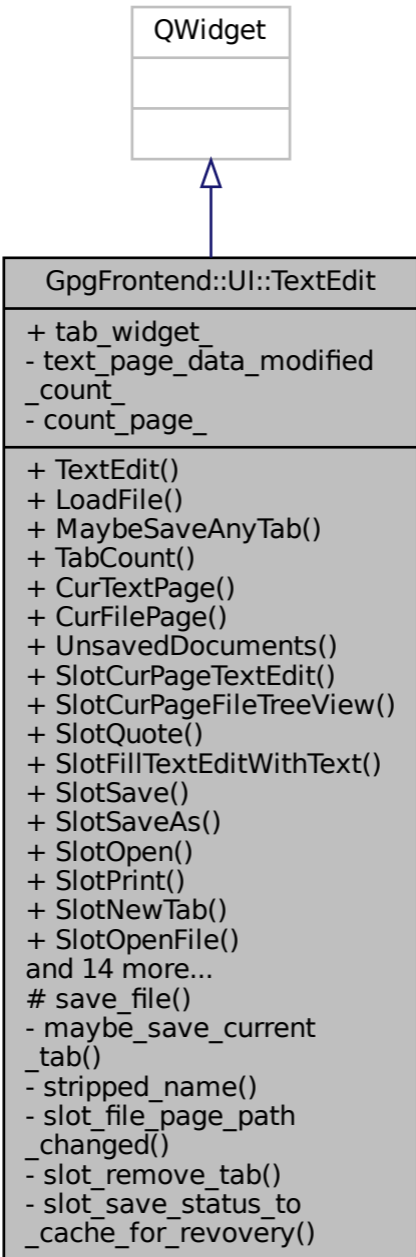 QWidget
GpgFrontend::UI::TextEdit
+ tab_widget_
- text_page_data_modified
_count_
- count_page_
+ TextEdit()
+ LoadFile()
+ MaybeSaveAnyTab()
+ TabCount()
+ CurTextPage()
+ CurFilePage()
+ UnsavedDocuments()
+ SlotCurPageTextEdit()
+ SlotCurPageFileTreeView()
+ SlotQuote()
+ SlotFillTextEditWithText()
+ SlotSave()
+ SlotSaveAs()
+ SlotOpen()
+ SlotPrint()
+ SlotNewTab()
+ SlotOpenFile()
and 14 more...
# save_file()
- maybe_save_current
_tab()
- stripped_name()
- slot_file_page_path
_changed()
- slot_remove_tab()
- slot_save_status_to
_cache_for_revovery()